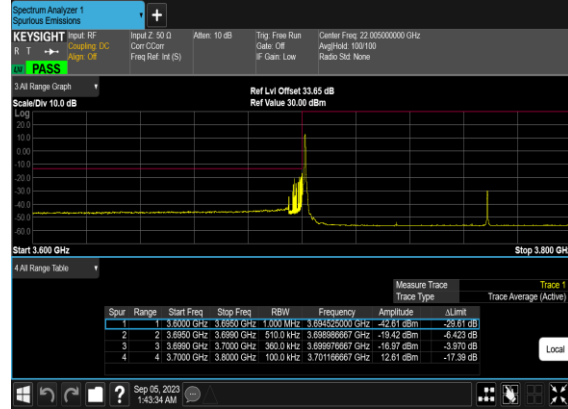 Spectrum Analyzer 1
Spurious Emissions
+
KEYSIGHT Input: RF Input Z: 50 Ω Atten: 10 dB Trig: Free Run Center Freq: 22.005000000 GHz
R T Coupling: DC Corr CCorr Gate: Off Avg|Hold: 100/100
Align: Off Freq Ref: Int (S) IF Gain: Low Radio Std: None
PASS
3 All Range Graph
Ref Lvl Offset 33.65 dB
Scale/Div 10.0 dB Ref Value 30.00 dBm
Log
20.0
10.0
0.00
-10.0
-20.0
-30.0
-40.0
-50.0
-60.0
Start 3.600 GHz Stop 3.800 GHz
4 All Range Table
Measure Trace Trace 1
Trace Type Trace Average (Active)
Spur Range Start Freq Stop Freq RBW Frequency Amplitude ΔLimit
1 1 3.6000 GHz 3.6950 GHz 1.000 MHz 3.694525000 GHz -42.61 dBm -29.61 dB
2 2 3.6950 GHz 3.6990 GHz 510.0 kHz 3.698986667 GHz -19.42 dBm -6.423 dB
3 3 3.6990 GHz 3.7000 GHz 360.0 kHz 3.699976667 GHz -16.97 dBm -3.970 dB
4 4 3.7000 GHz 3.8000 GHz 100.0 kHz 3.701166667 GHz 12.61 dBm -17.39 dB
Local
? Sep 05, 2023
1:43:34 AM